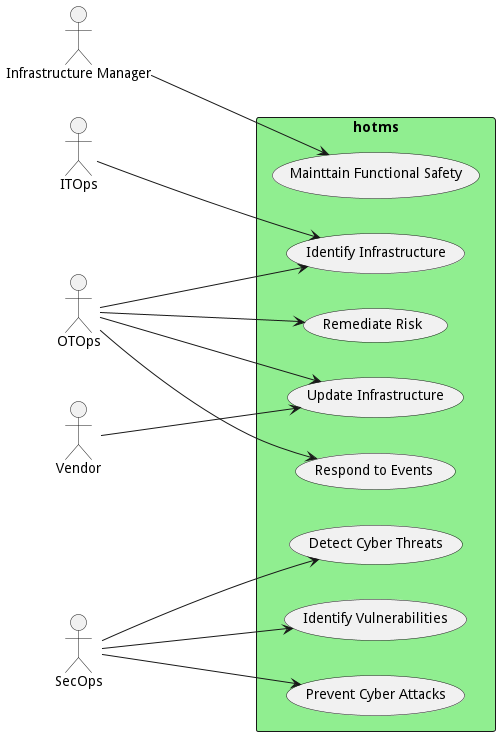 Infrastructure Manager
hotms
Mainttain Functional Safety
ITOps
Identify Infrastructure
OTOps
Remediate Risk
Update Infrastructure
Vendor
Respond to Events
Detect Cyber Threats
Identify Vulnerabilities
SecOps
Prevent Cyber Attacks